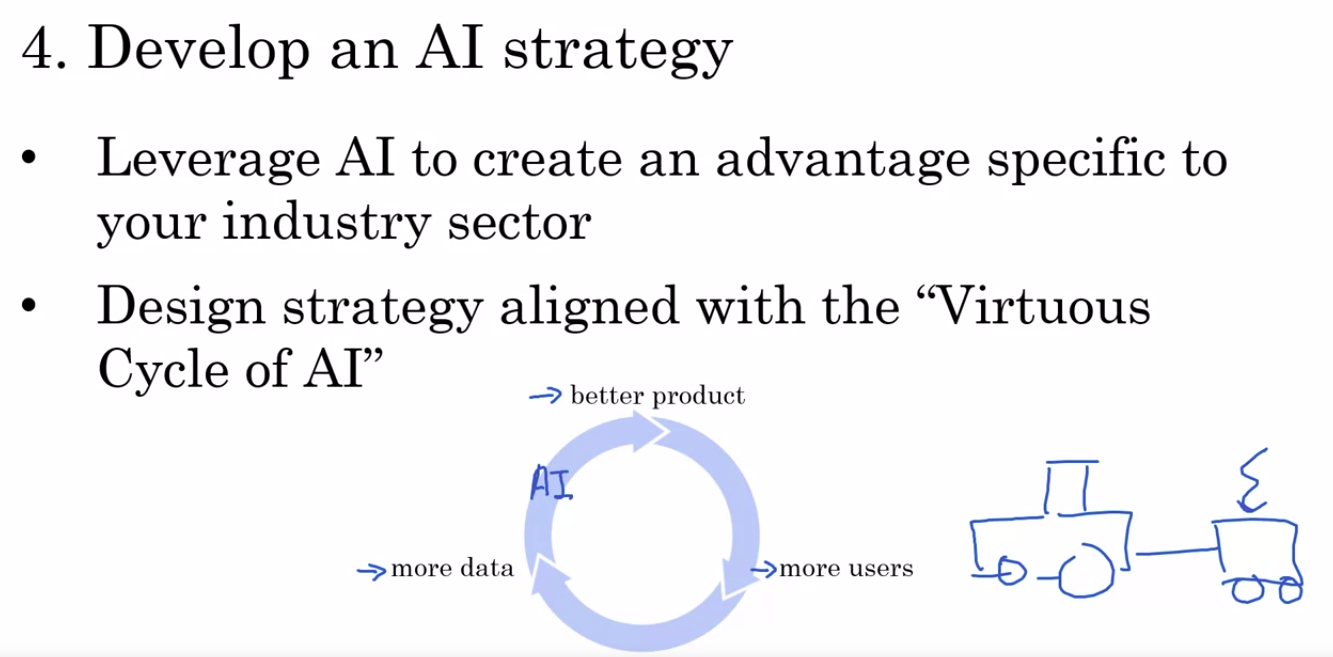 4. Develop an AI strategy
• Leverage AI to create an advantage specific to
your industry sector
• Design strategy aligned with the “Virtuous
Cycle of AI”
→ better product
AI
→ more data
→ more users